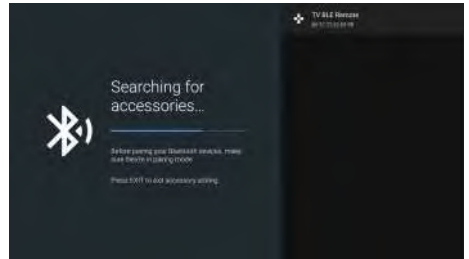 Searching for
accessories...
Before pairing your Bluetooth devices, make
sure they're in pairing mode.
Press EXIT to exit accessory adding.
TV BLE Remote